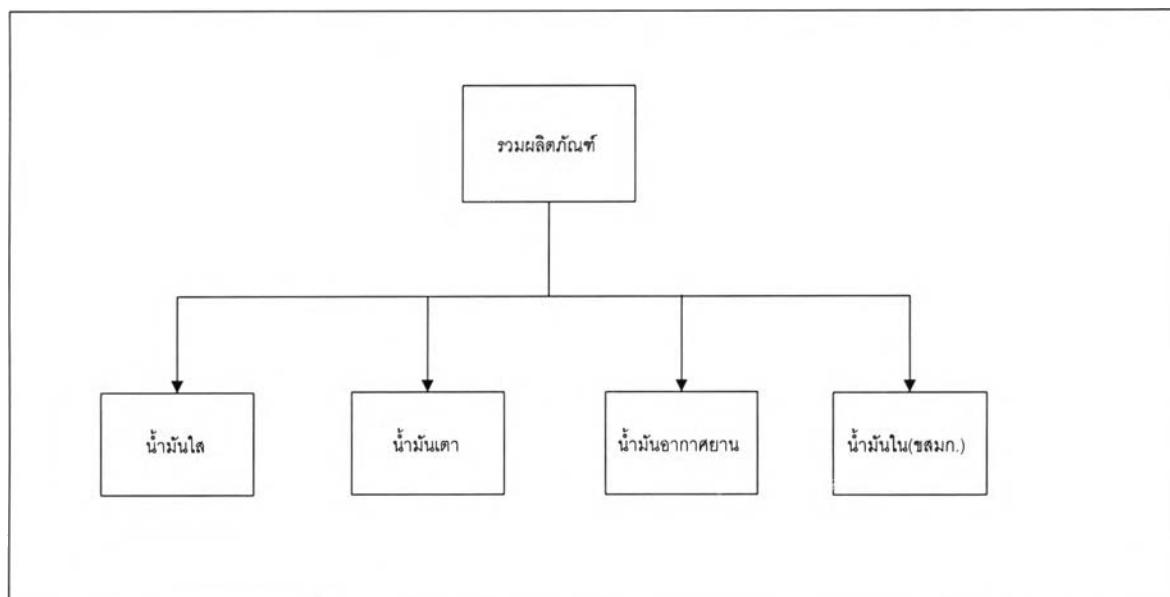 รวมผลิตภัณฑ์
น้ำมันใส
น้ำมันเตา
น้ำมันอากาศยาน
น้ำมันใน(ขสมก.)